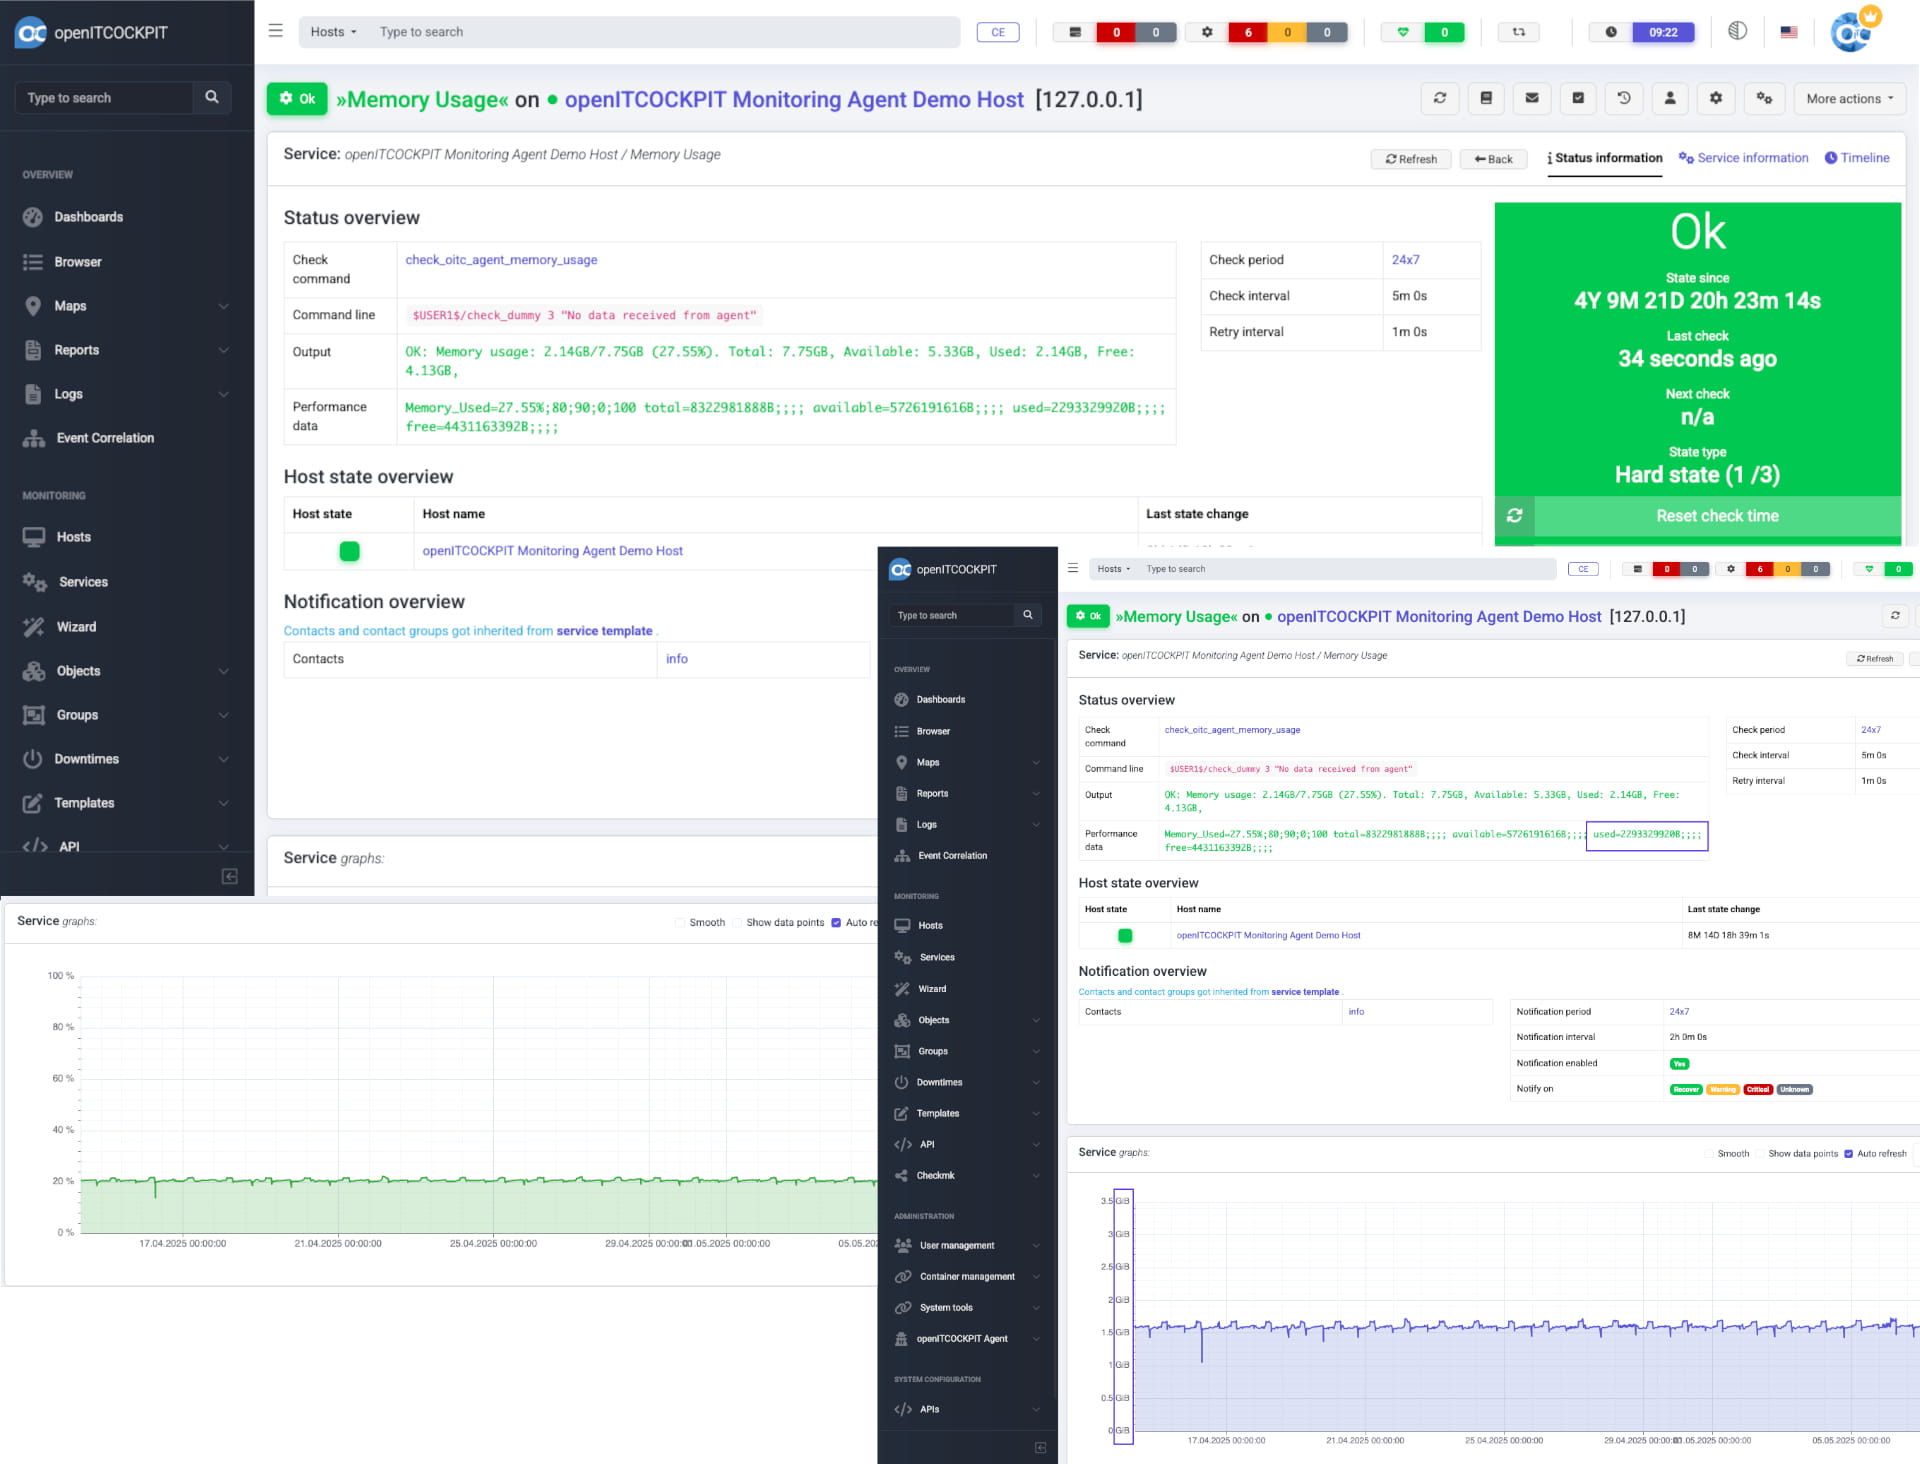 openITCOCKPIT
Hosts Type to search CE 0 0 6 0 0 0 09:22
Type to search
Ok »Memory Usage« on openITCOCKPIT Monitoring Agent Demo Host [127.0.0.1]
More actions
Service: openITCOCKPIT Monitoring Agent Demo Host / Memory Usage
Refresh Back Status information Service information Timeline
OVERVIEW
Dashboards
Browser
Maps
Reports
Logs
Event Correlation
MONITORING
Hosts
Services
Wizard
Objects
Groups
Downtimes
Templates
API
Status overview
Check command check_oitc_agent_memory_usage
Command line $USER1$/check_dummy 3 "No data received from agent"
Output OK: Memory usage: 2.14GB/7.75GB (27.55%). Total: 7.75GB, Available: 5.33GB, Used: 2.14GB, Free:
4.13GB,
Performance data Memory_Used=27.55%;80;90;0;100 total=8322981888B;;;; available=5726191616B;;;; used=2293329920B;;;;
free=4431163392B;;;;
Check period 24x7
Check interval 5m 0s
Retry interval 1m 0s
Ok
State since
4Y 9M 21D 20h 23m 14s
Last check
34 seconds ago
Next check
n/a
State type
Hard state (1 /3)
Reset check time
Host state overview
Host state Host name Last state change
openITCOCKPIT Monitoring Agent Demo Host
Notification overview
Contacts and contact groups got inherited from service template .
Contacts info
Service graphs:
Service graphs:
Smooth Show data points Auto re
100 %
80 %
60 %
40 %
20 %
0 %
17.04.2025 00:00:00 21.04.2025 00:00:00 25.04.2025 00:00:00 29.04.2025 00:00:00 01.05.2025 00:00:00 05.05.202
openITCOCKPIT
Hosts Type to search CE 0 0 6 0 0 0
Type to search
Ok »Memory Usage« on openITCOCKPIT Monitoring Agent Demo Host [127.0.0.1]
Service: openITCOCKPIT Monitoring Agent Demo Host / Memory Usage
Refresh
OVERVIEW
Dashboards
Browser
Maps
Reports
Logs
Event Correlation
MONITORING
Hosts
Services
Wizard
Objects
Groups
Downtimes
Templates
API
Checkmk
ADMINISTRATION
User management
Container management
System tools
openITCOCKPIT Agent
SYSTEM CONFIGURATION
APIs
Status overview
Check command check_oitc_agent_memory_usage
Command line $USER1$/check_dummy 3 "No data received from agent"
Output OK: Memory usage: 2.14GB/7.75GB (27.55%). Total: 7.75GB, Available: 5.33GB, Used: 2.14GB, Free:
4.13GB,
Performance data Memory_Used=27.55%;80;90;0;100 total=8322981888B;;;; available=5726191616B;;;; used=2293329920B;;;;
free=4431163392B;;;;
Check period 24x7
Check interval 5m 0s
Retry interval 1m 0s
Host state overview
Host state Host name Last state change
openITCOCKPIT Monitoring Agent Demo Host 8M 14D 18h 39m 1s
Notification overview
Contacts and contact groups got inherited from service template .
Contacts info
Notification period 24x7
Notification interval 2h 0m 0s
Notification enabled Yes
Notify on Recover Warning Critical Unknown
Service graphs:
Smooth Show data points Auto refresh
3.5 GiB
3 GiB
2.5 GiB
2 GiB
1.5 GiB
1 GiB
0.5 GiB
0 GiB
17.04.2025 00:00:00 21.04.2025 00:00:00 25.04.2025 00:00:00 29.04.2025 00:00:00 01.05.2025 00:00:00 05.05.2025 00:00:00